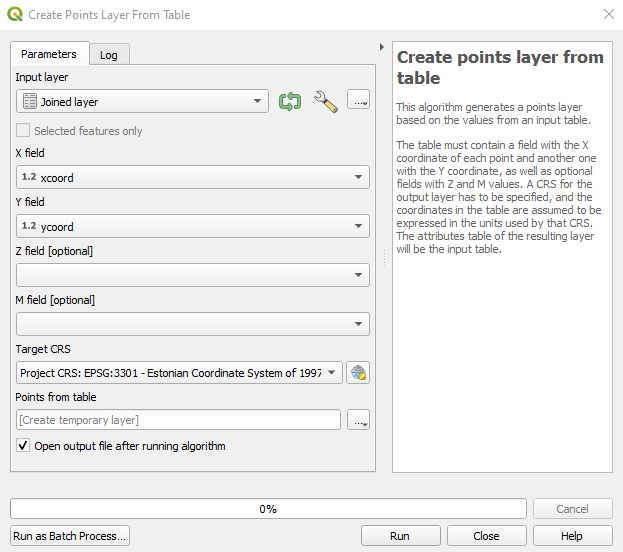 Create Points Layer From Table
Parameters
Log
Input layer
Joined layer
...
Selected features only
X field
1.2 xcoord
Y field
1.2 ycoord
Z field [optional]
M field [optional]
Target CRS
Project CRS: EPSG:3301 - Estonian Coordinate System of 1997
Points from table
[Create temporary layer]
...
Open output file after running algorithm
Create points layer from
table
This algorithm generates a points layer
based on the values from an input table.
The table must contain a field with the X
coordinate of each point and another one
with the Y coordinate, as well as optional
fields with Z and M values. A CRS for the
output layer has to be specified, and the
coordinates in the table are assumed to be
expressed in the units used by that CRS.
The attributes table of the resulting layer
will be the input table.
0%
Cancel
Run as Batch Process...
Run
Close
Help